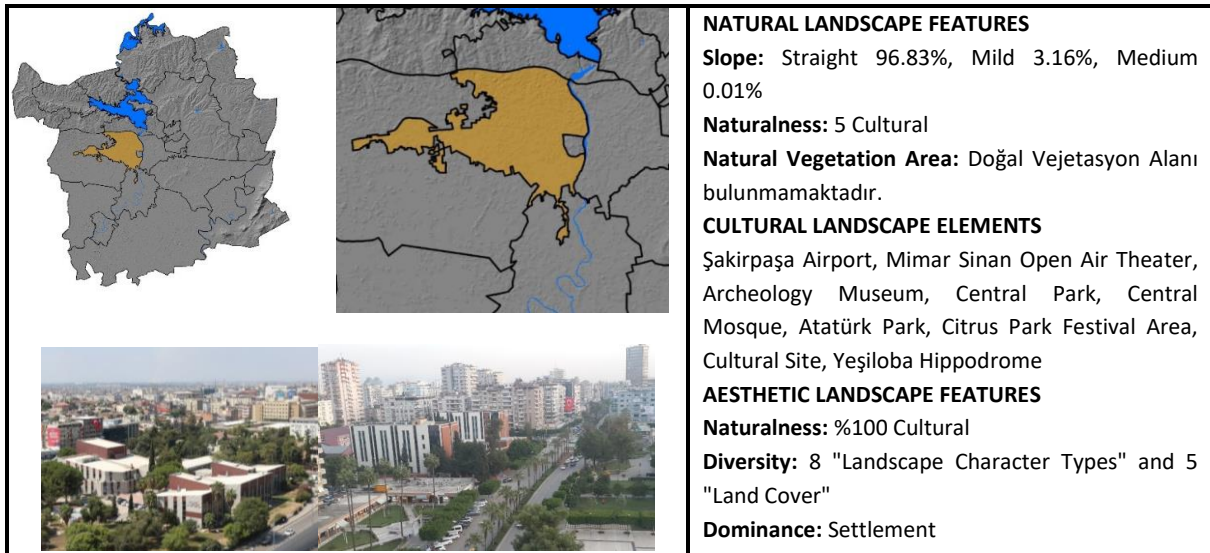 NATURAL LANDSCAPE FEATURES
Slope: Straight 96.83%, Mild 3.16%, Medium
0.01%
Naturalness: 5 Cultural
Natural Vegetation Area: Doğal Vejetasyon Alanı
bulunmamaktadır.
CULTURAL LANDSCAPE ELEMENTS
Şakirpaşa Airport, Mimar Sinan Open Air Theater,
Archeology Museum, Central Park, Central
Mosque, Atatürk Park, Citrus Park Festival Area,
Cultural Site, Yeşiloba Hippodrome
AESTHETIC LANDSCAPE FEATURES
Naturalness: %100 Cultural
Diversity: 8 "Landscape Character Types" and 5
"Land Cover"
Dominance: Settlement